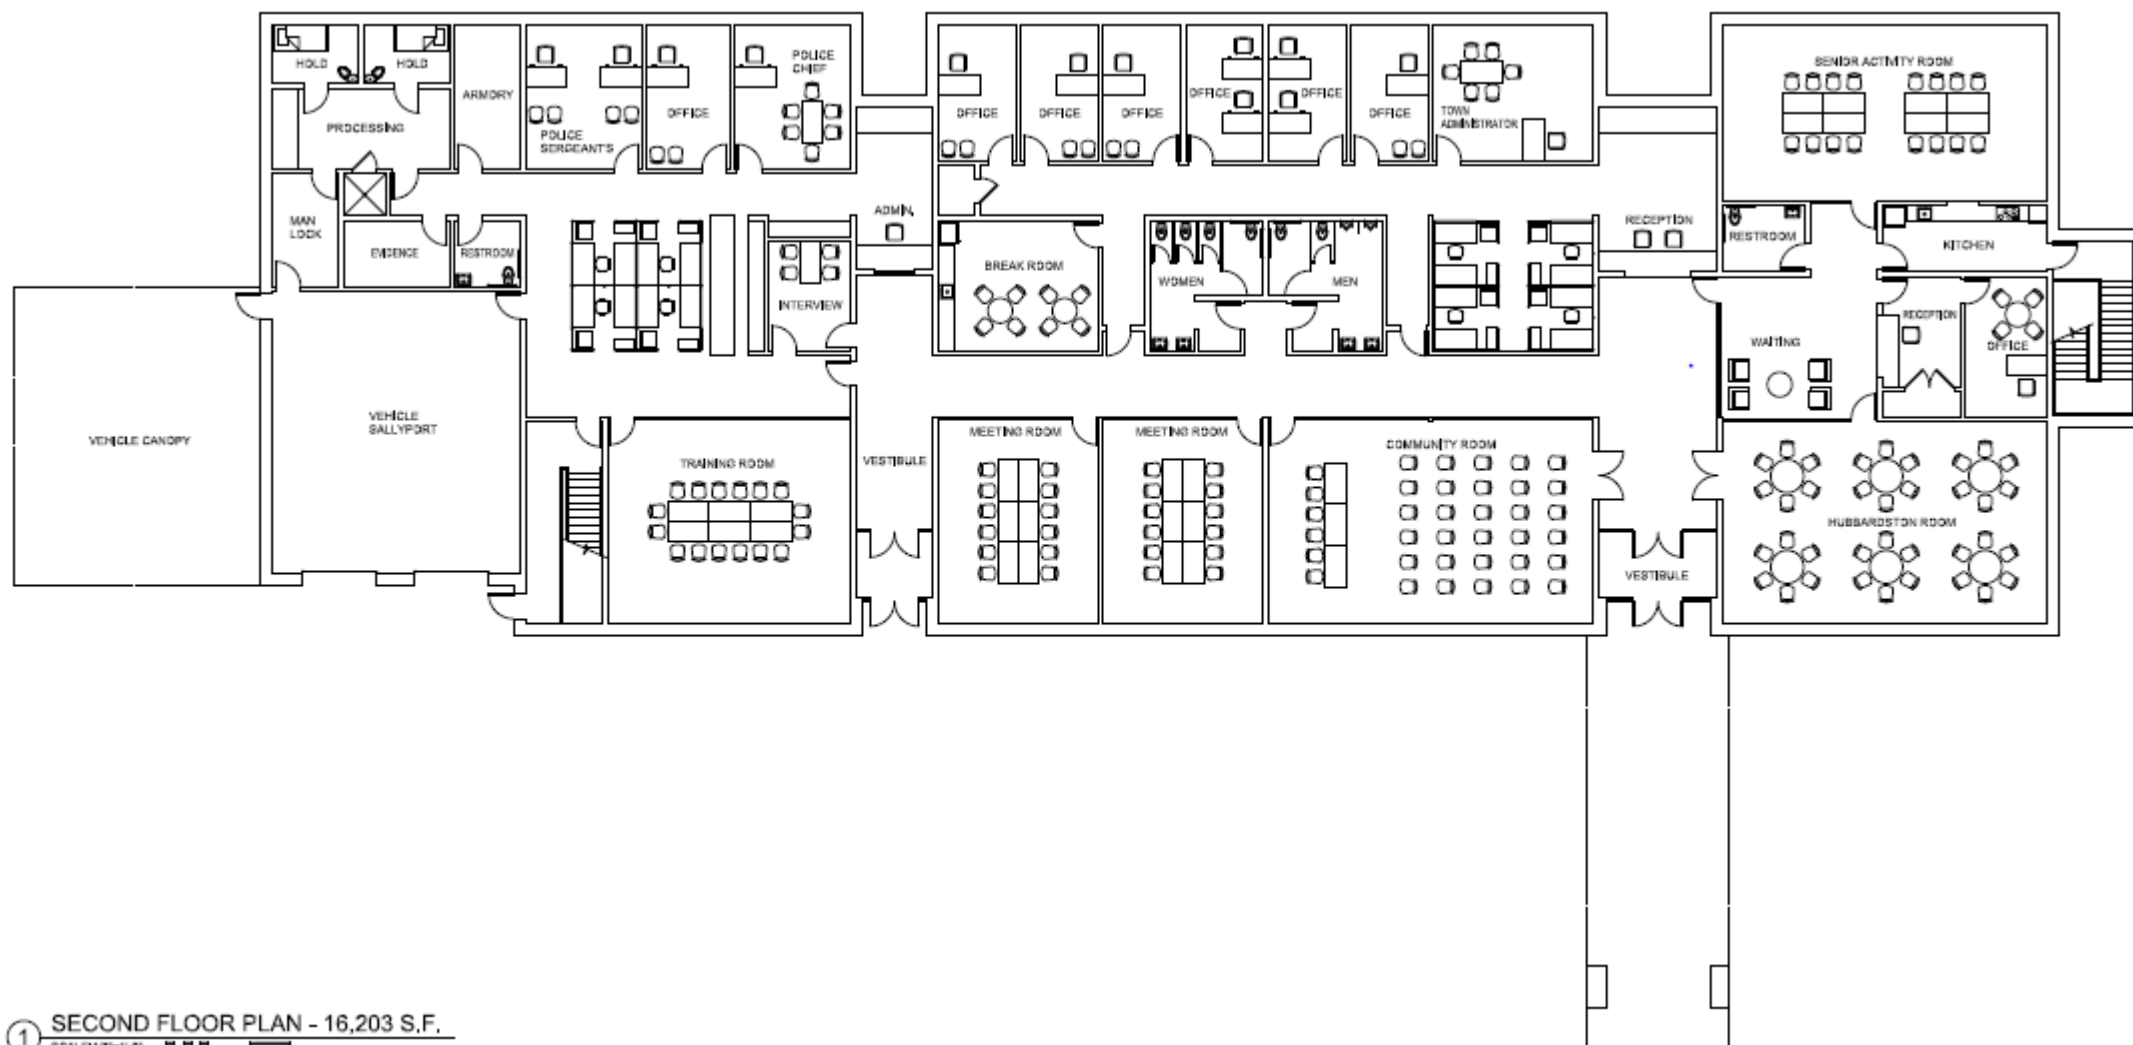 HOLD
HOLD
ARMORY
PROCESSING
POLICE
SERGEANT'S
OFFICE
POLICE
CHIEF
OFFICE
OFFICE
OFFICE
OFFICE
OFFICE
OFFICE
TOWN
ADMINISTRATOR
SENIOR ACTIVITY ROOM
MAN
LOCK
EVIDENCE
RESTROOM
ADMIN.
INTERVIEW
BREAK ROOM
WOMEN
MEN
RECEPTION
RESTROOM
KITCHEN
WAITING
RECEPTION
OFFICE
VEHICLE CANOPY
VEHICLE
SALLYPORT
TRAINING ROOM
VESTIBULE
MEETING ROOM
MEETING ROOM
COMMUNITY ROOM
VESTIBULE
HUBBARDSTON ROOM
1
SECOND FLOOR PLAN - 16,203 S.F.